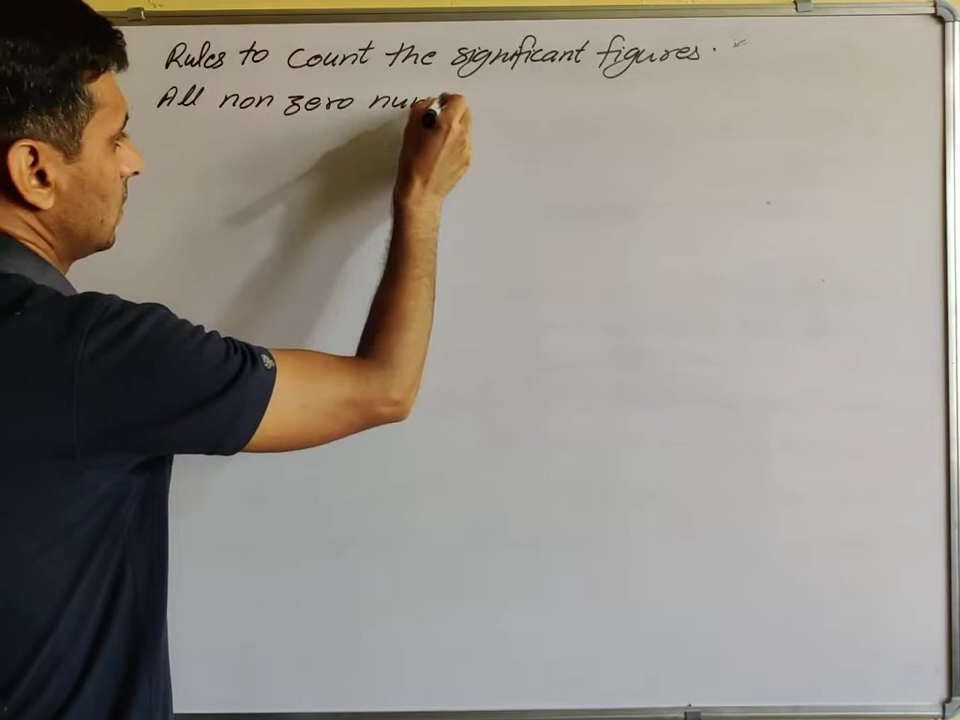 Rules to Count the significant figures.
All non zero